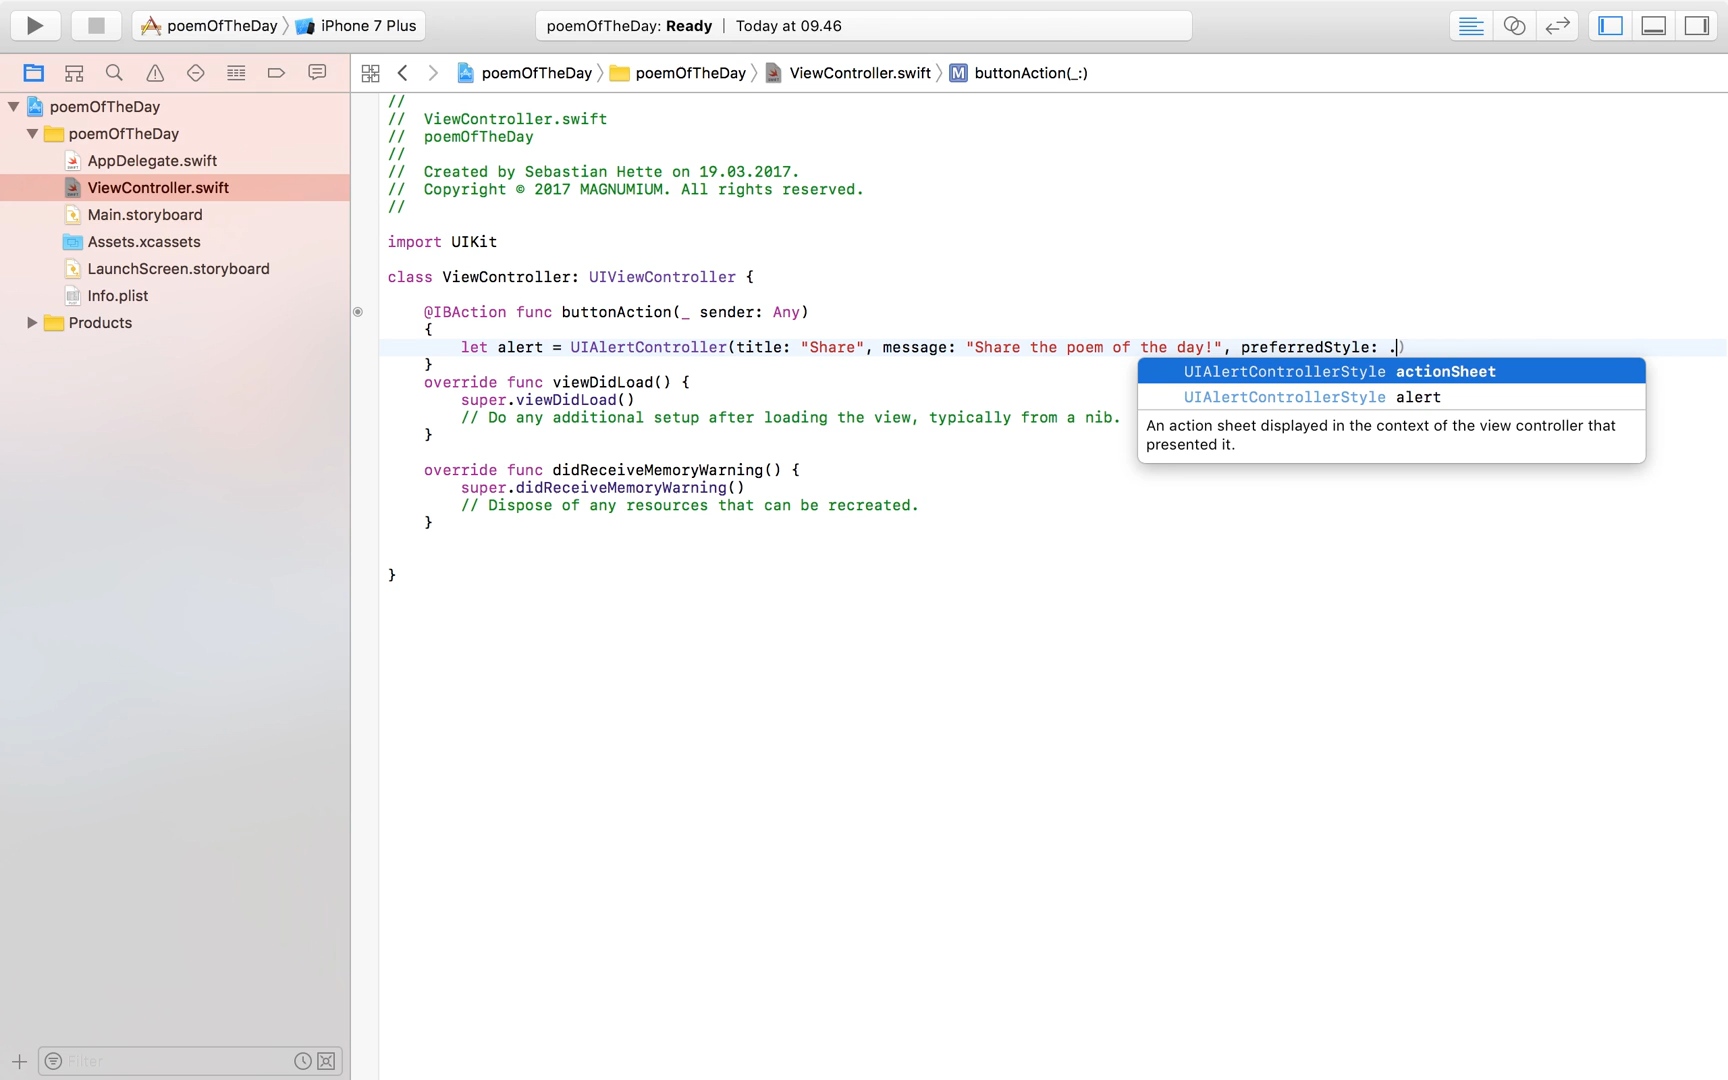 poemOfTheDay
iPhone 7 Plus
poemOfTheDay: Ready | Today at 09.46
poemOfTheDay
poemOfTheDay
ViewController.swift
M
buttonAction(_:)
poemOfTheDay
poemOfTheDay
AppDelegate.swift
ViewController.swift
Main.storyboard
Assets.xcassets
LaunchScreen.storyboard
Info.plist
Products
//
//  ViewController.swift
//  poemOfTheDay
//
//  Created by Sebastian Hette on 19.03.2017.
//  Copyright © 2017 MAGNUMIUM. All rights reserved.
//
import UIKit
class ViewController: UIViewController {
@IBAction func buttonAction(_ sender: Any)
{
let alert = UIAlertController(title: "Share", message: "Share the poem of the day!", preferredStyle: .)
}
override func viewDidLoad() {
super.viewDidLoad()
// Do any additional setup after loading the view, typically from a nib.
}
override func didReceiveMemoryWarning() {
super.didReceiveMemoryWarning()
// Dispose of any resources that can be recreated.
}
}
UIAlertControllerStyle actionSheet
UIAlertControllerStyle alert
An action sheet displayed in the context of the view controller that
presented it.
Filter